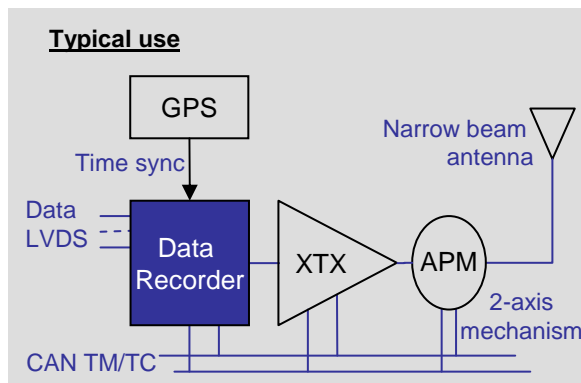 Typical use
GPS
Time sync
Narrow beam
antenna
Data
LVDS
Data
Recorder
XTX
APM
2-axis
mechanism
CAN TM/TC